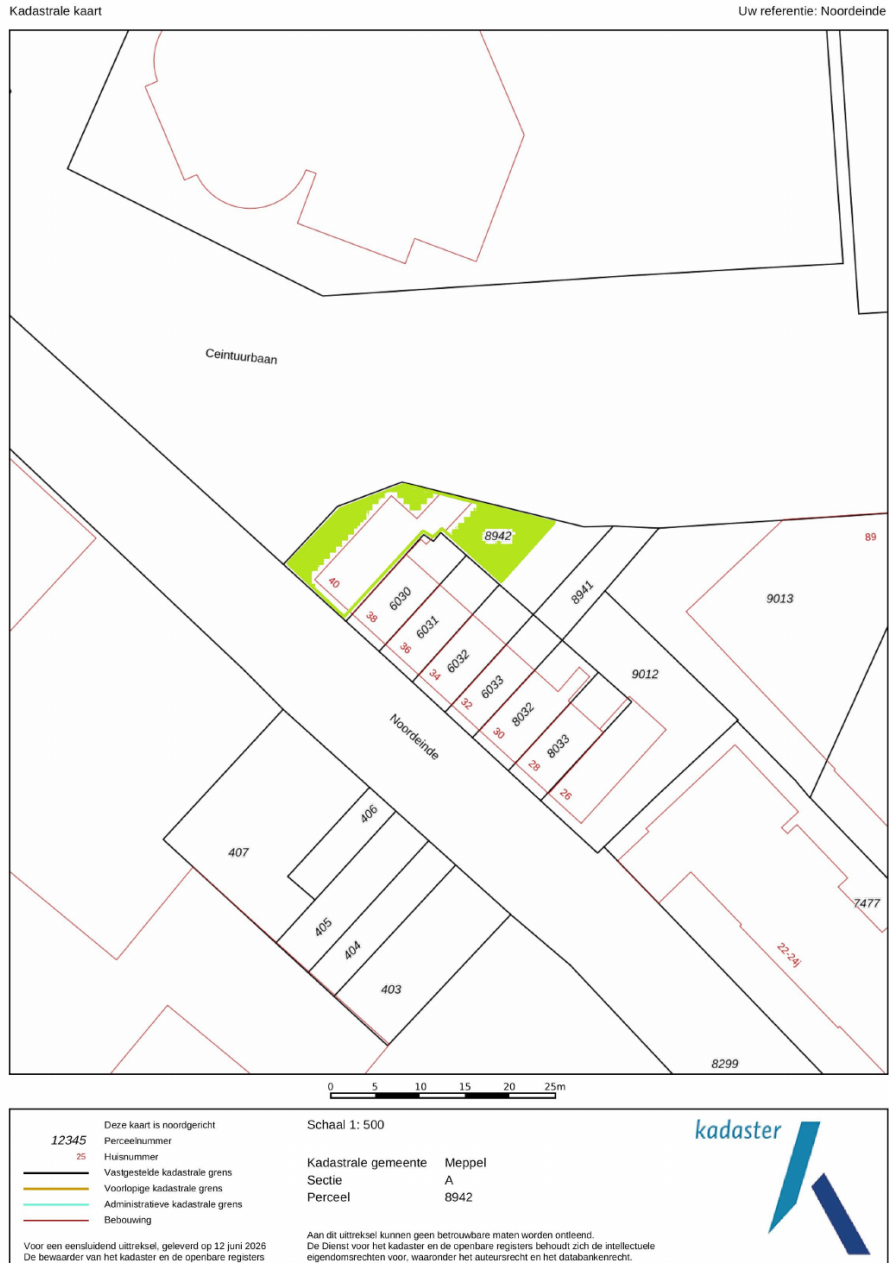 Kadastrale kaart
Uw referentie: Noordeinde
Ceintuurbaan
8942
89
40
6030
8941
9013
38
6031
36
6032
9012
34
6033
32
8032
Noordeinde
30
8033
28
26
406
407
7477
405
404
22-24j
403
8299
0 5 10 15 20 25m
Deze kaart is noordgericht
12345 Perceelnummer
25 Huisnummer
Vastgestelde kadastrale grens
Voorlopige kadastrale grens
Administratieve kadastrale grens
Bebouwing
Voor een eensluidend uittreksel, geleverd op 12 juni 2026
De bewaarder van het kadaster en de openbare registers
Schaal 1: 500
Kadastrale gemeente Meppel
Sectie A
Perceel 8942
Aan dit uittreksel kunnen geen betrouwbare maten worden ontleend.
De Dienst voor het kadaster en de openbare registers behoudt zich de intellectuele
eigendomsrechten voor, waaronder het auteursrecht en het databankenrecht.
kadaster